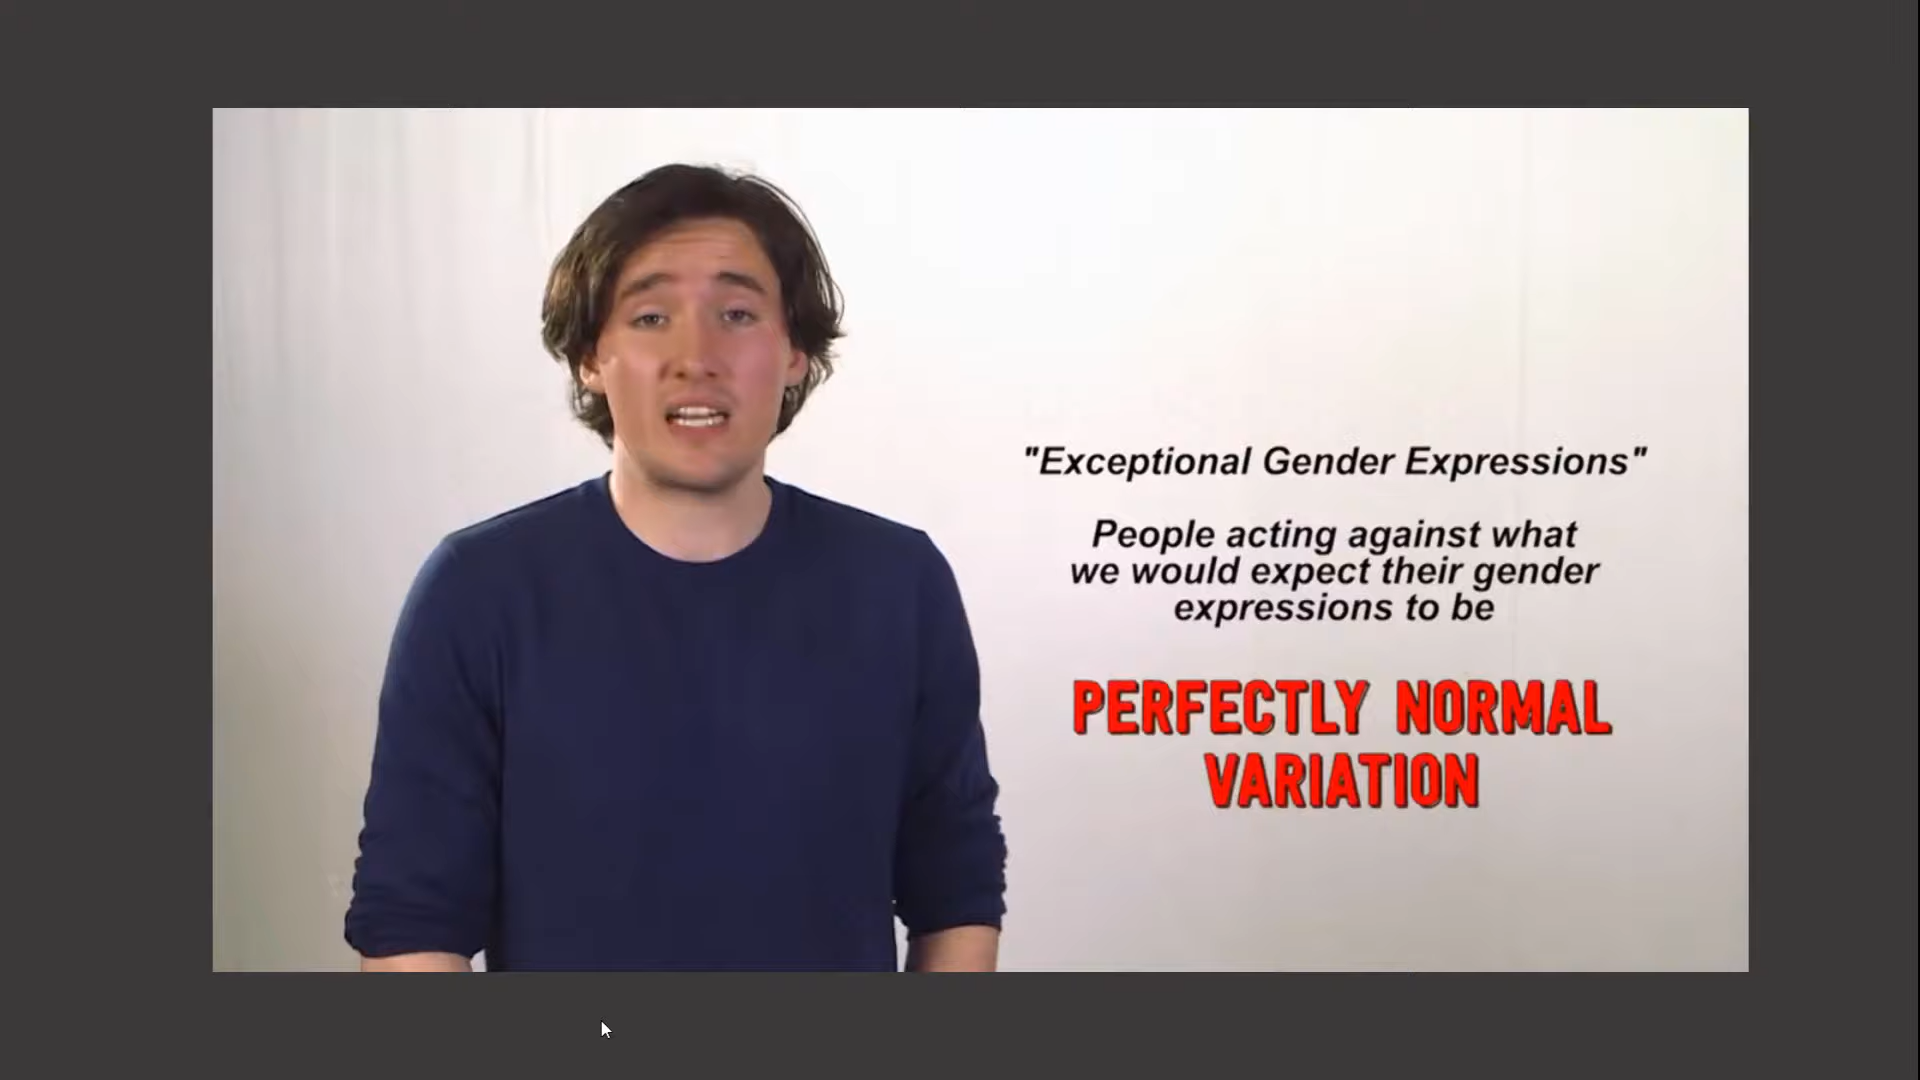 "Exceptional Gender Expressions"
People acting against what
we would expect their gender
expressions to be
PERFECTLY NORMAL
VARIATION